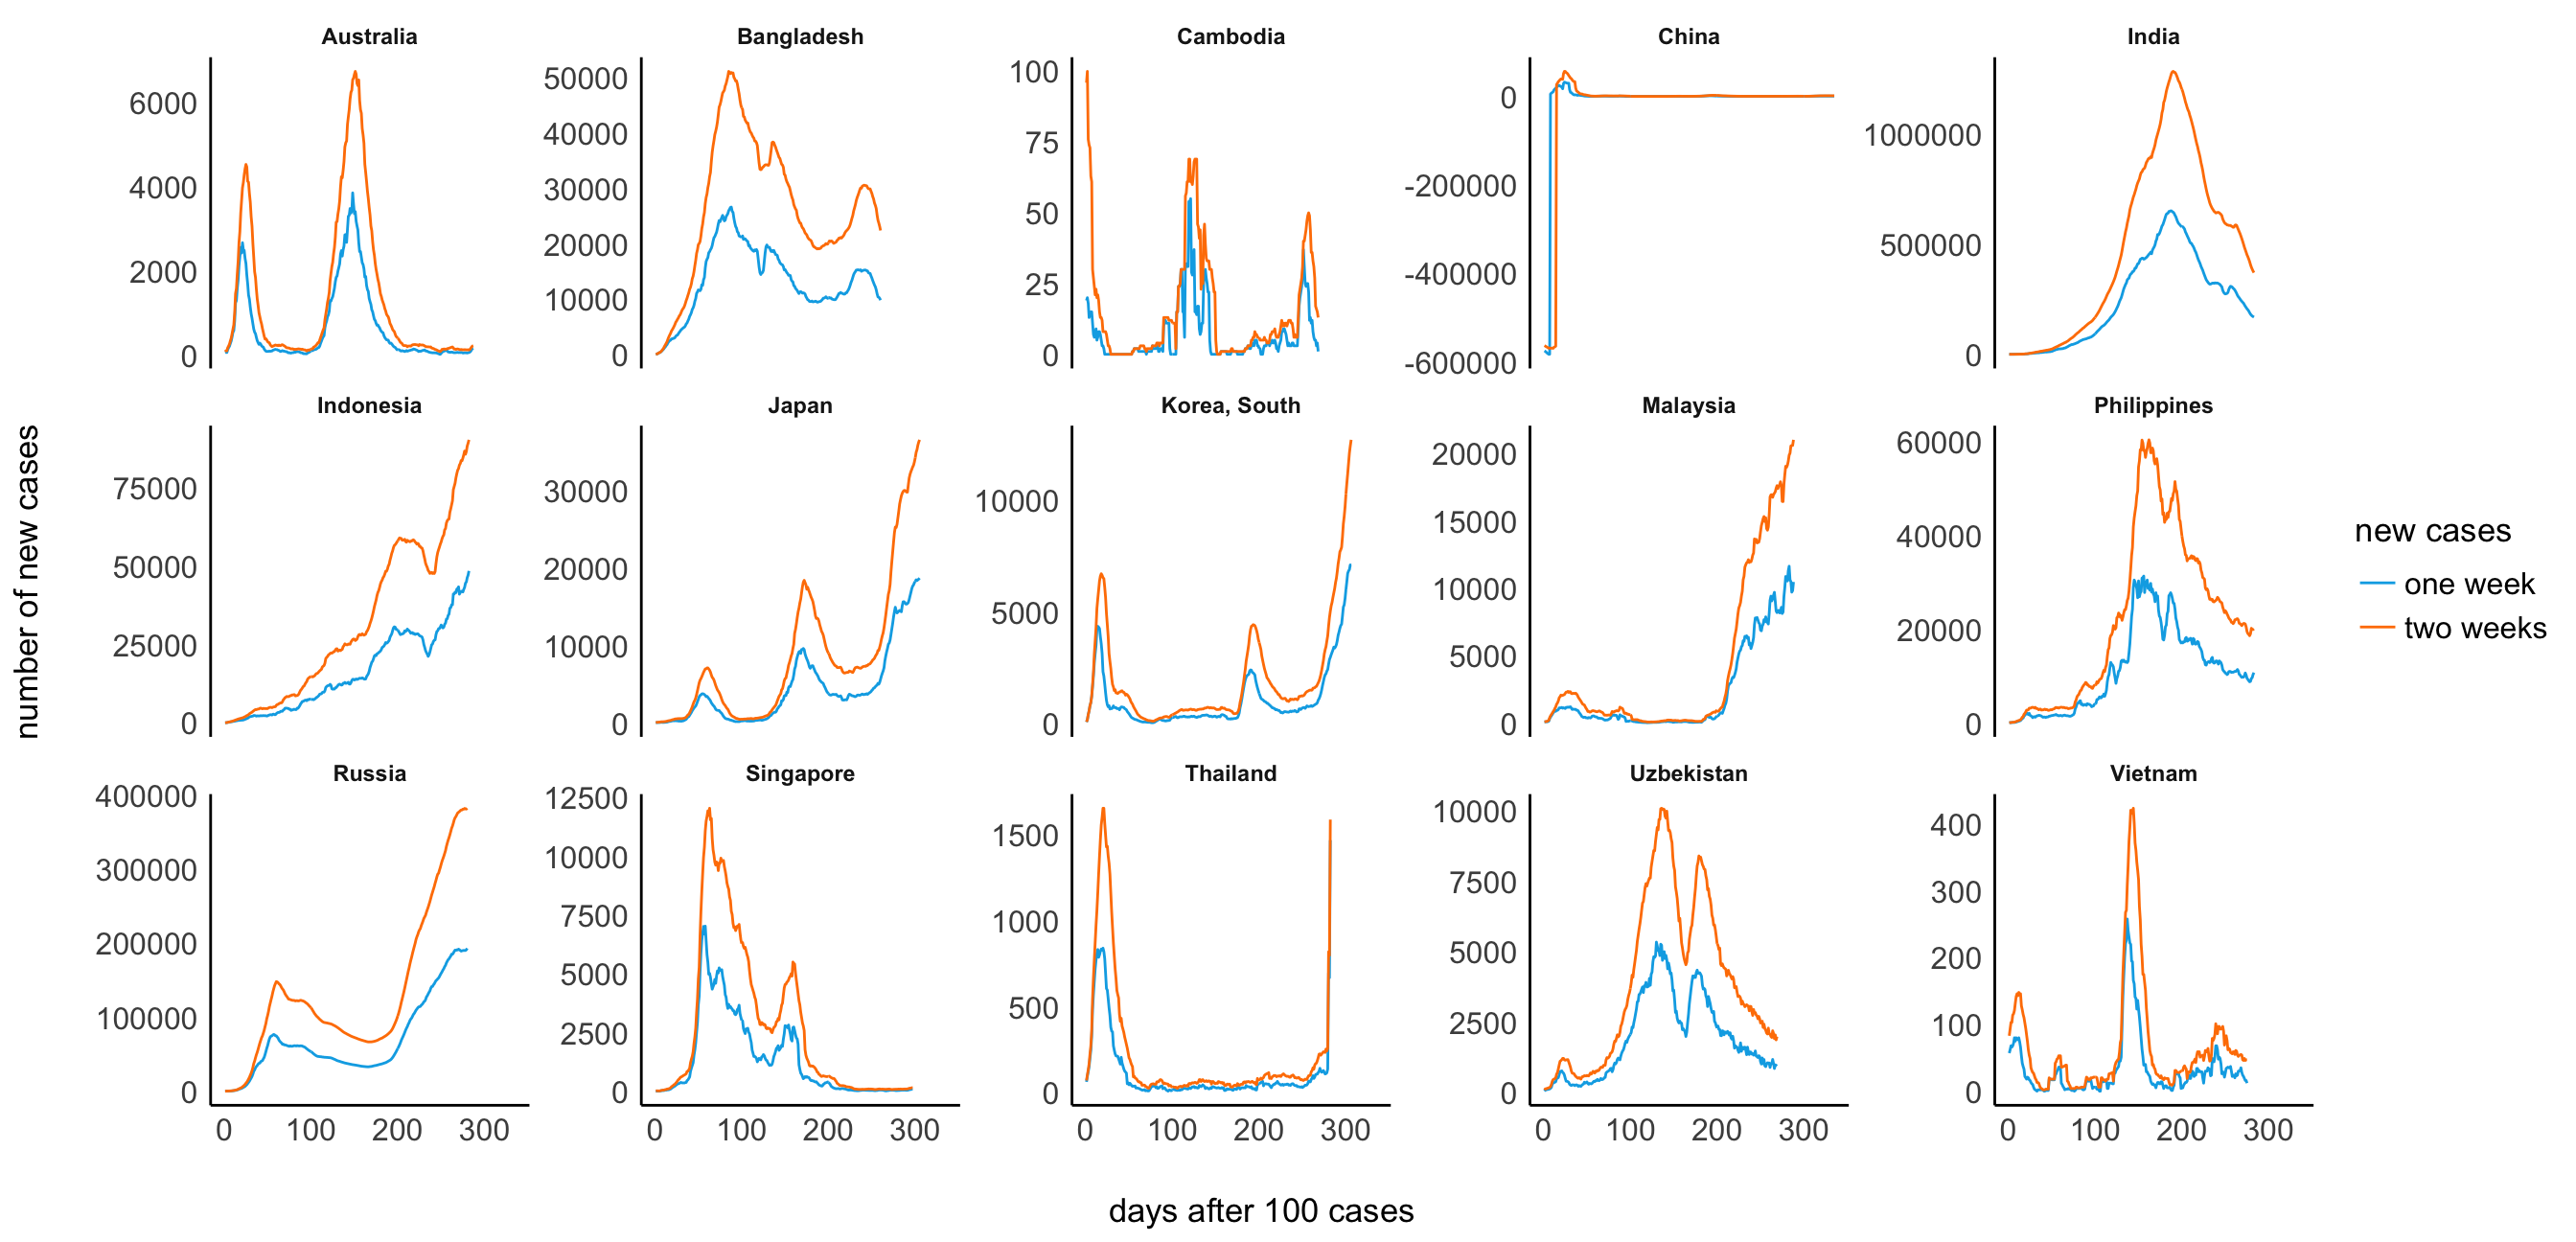 Australia
Bangladesh
Cambodia
China
India
6000
4000
2000
0
50000
40000
30000
20000
10000
0
100
75
50
25
0
0
-200000
-400000
-600000
1000000
500000
0
Indonesia
Japan
Korea, South
Malaysia
Philippines
75000
50000
25000
0
30000
20000
10000
0
10000
5000
0
20000
15000
10000
5000
0
60000
40000
20000
0
Russia
Singapore
Thailand
Uzbekistan
Vietnam
400000
300000
200000
100000
0
12500
10000
7500
5000
2500
0
1500
1000
500
0
10000
7500
5000
2500
0
400
300
200
100
0
0 100 200 300
0 100 200 300
0 100 200 300
0 100 200 300
0 100 200 300
number of new cases
days after 100 cases
new cases
one week
two weeks